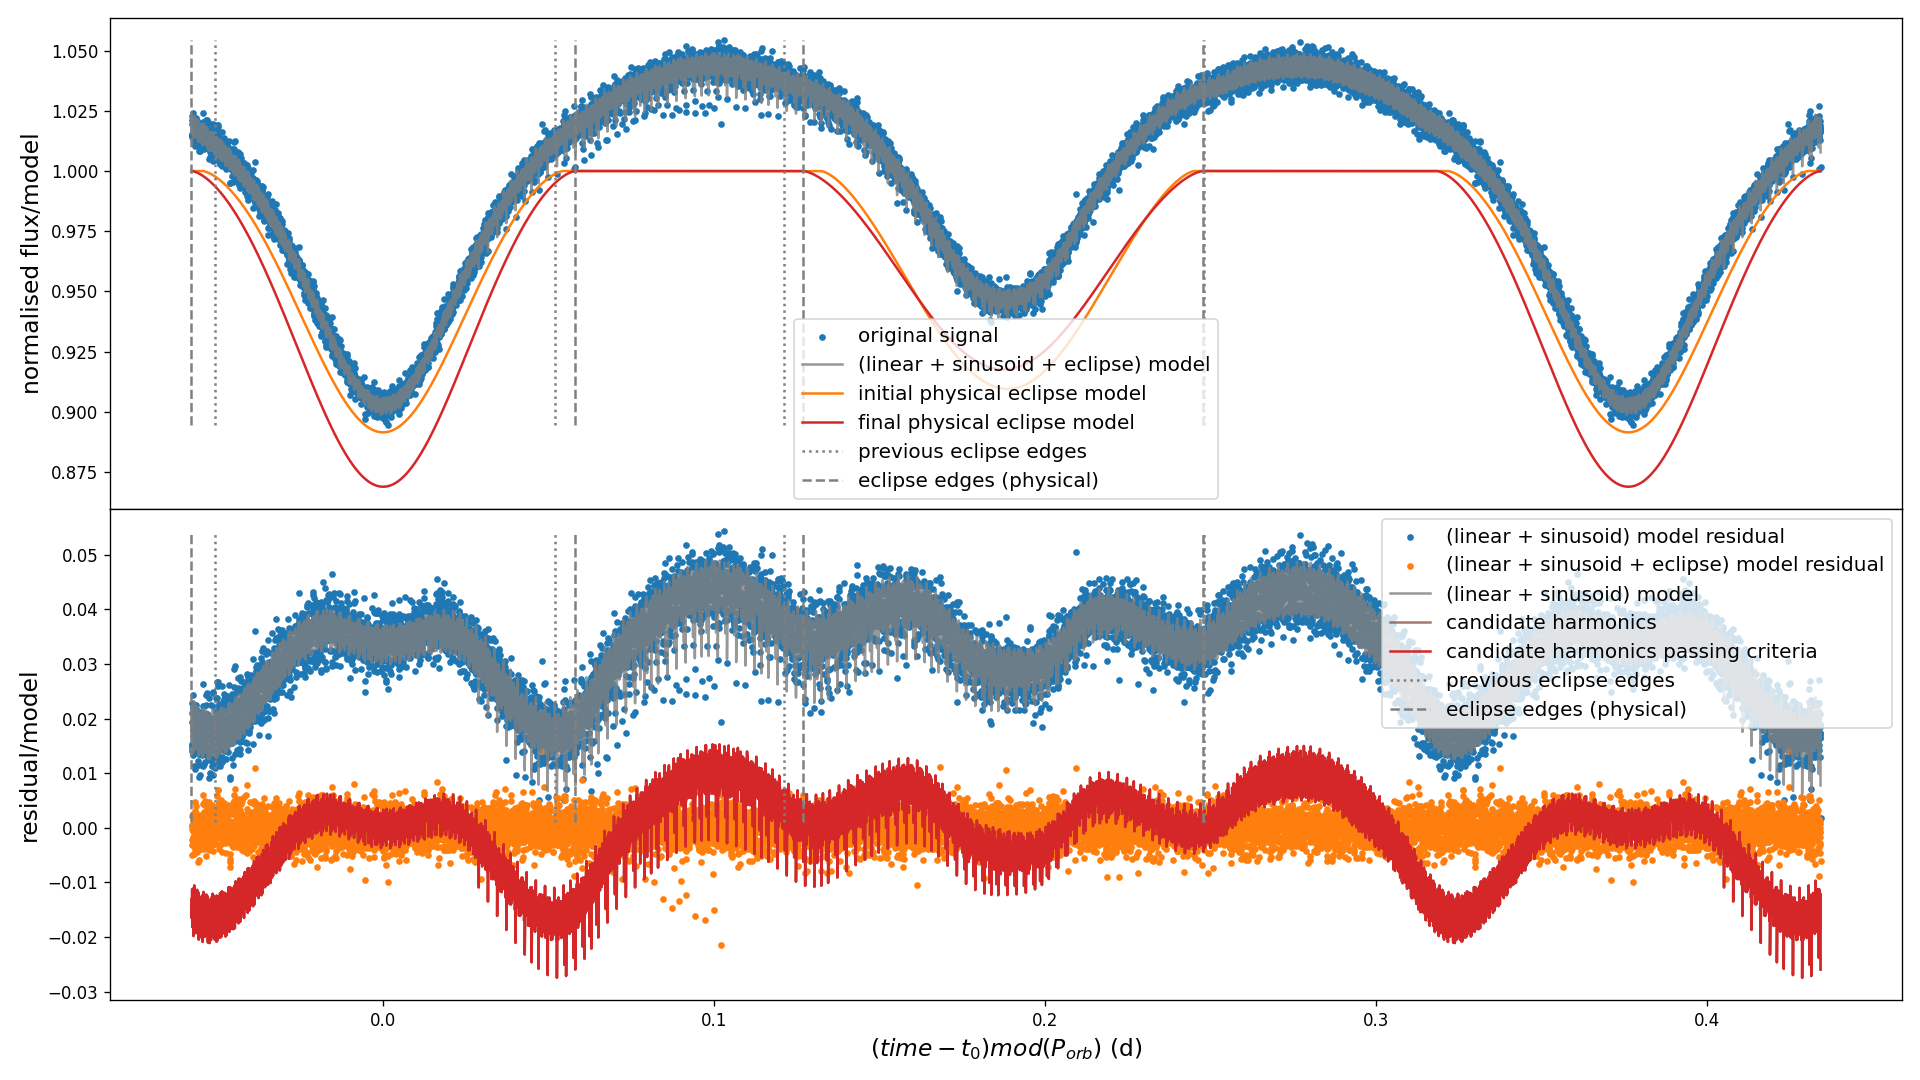 normalised flux/model
1.050
1.025
1.000
0.975
0.950
0.925
0.900
0.875
original signal
(linear + sinusoid + eclipse) model
initial physical eclipse model
final physical eclipse model
previous eclipse edges
eclipse edges (physical)
residual/model
0.05
0.04
0.03
0.02
0.01
0.00
−0.01
−0.02
−0.03
(linear + sinusoid) model residual
(linear + sinusoid + eclipse) model residual
(linear + sinusoid) model
candidate harmonics
candidate harmonics passing criteria
previous eclipse edges
eclipse edges (physical)
0.0 0.1 0.2 0.3 0.4
(time − t₀)mod(P_orb) (d)